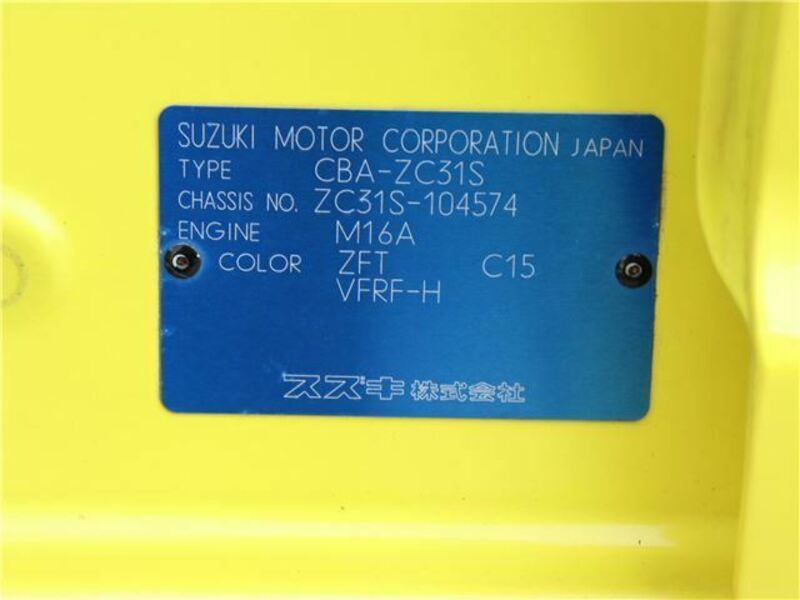 SUZUKI MOTOR CORPORATION JAPAN
TYPE CBA-ZC31S
CHASSIS NO. ZC31S-104574
ENGINE M16A
COLOR ZFT C15
VFRF-H
スズキ株式会社